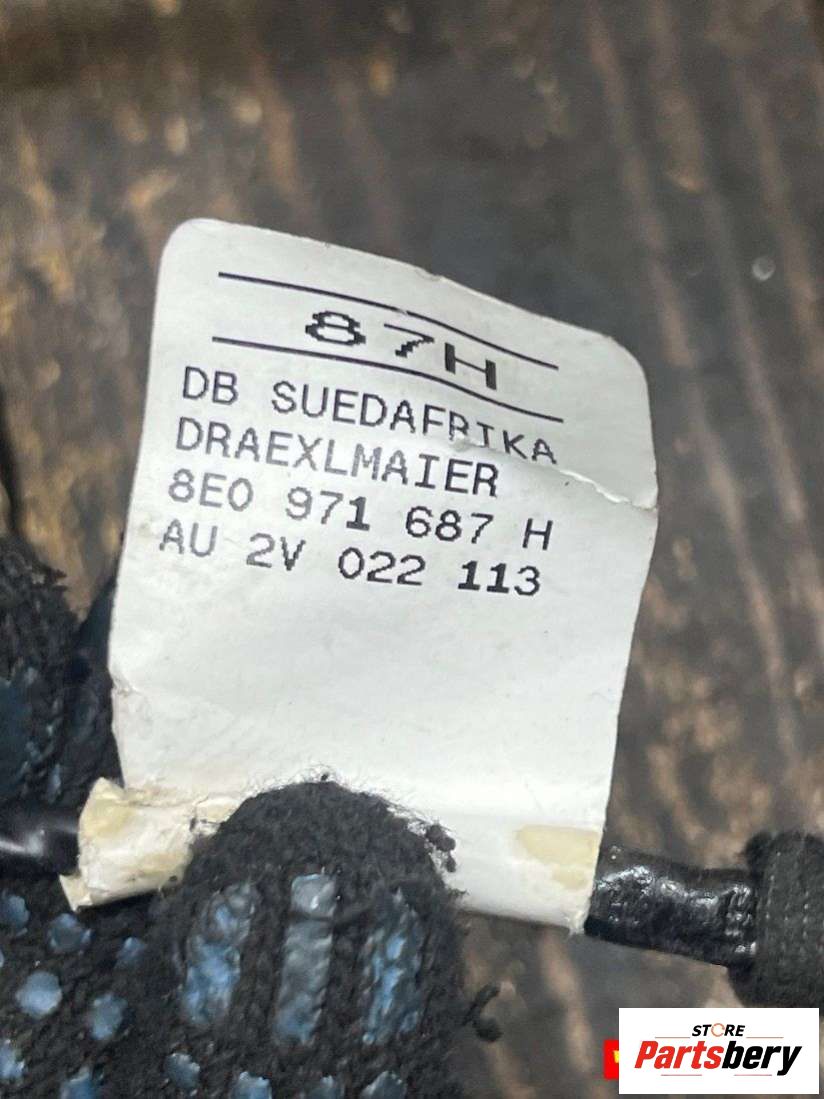 87H
DB SUEDAFRIKA
DRAEXLMAIER
8E0 971 687 H
AU 2V 022 113
STORE
Partsbery